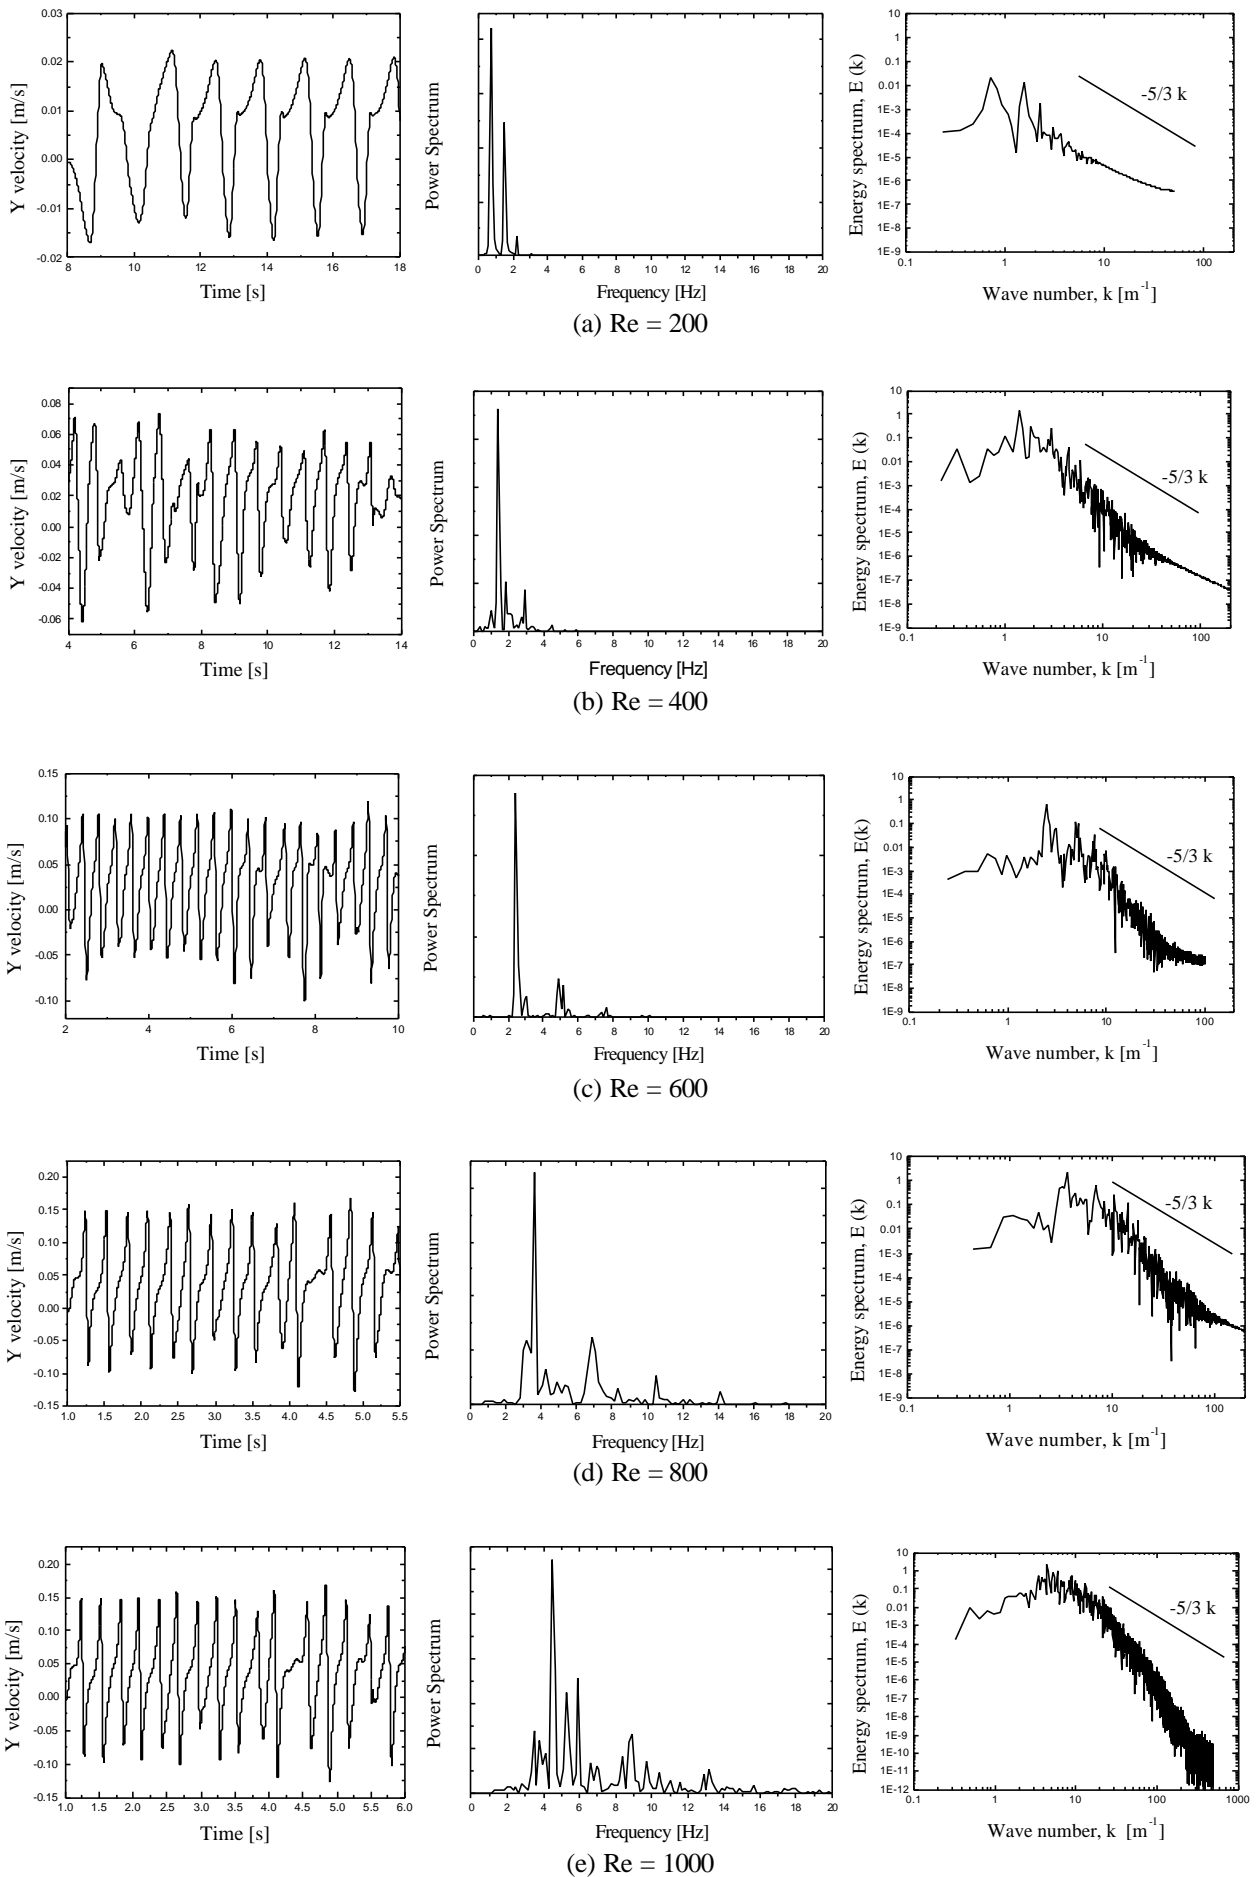 0.03
0.02
0.01
0.00
-0.01
-0.02
Y velocity [m/s]
8 10 12 14 16 18
Time [s]
Power Spectrum
0 2 4 6 8 10 12 14 16 18 20
Frequency [Hz]
10
1
0.1
0.01
1E-3
1E-4
1E-5
1E-6
1E-7
1E-8
1E-9
Energy spectrum, E (k)
-5/3 k
0.1 1 10 100
Wave number, k [m-1]
(a) Re = 200
0.08
0.06
0.04
0.02
0.00
-0.02
-0.04
-0.06
Y velocity [m/s]
4 6 8 10 12 14
Time [s]
Power Spectrum
0 2 4 6 8 10 12 14 16 18 20
Frequency [Hz]
10
1
0.1
0.01
1E-3
1E-4
1E-5
1E-6
1E-7
1E-8
1E-9
Energy spectrum, E (k)
-5/3 k
0.1 1 10 100
Wave number, k [m-1]
(b) Re = 400
0.15
0.10
0.05
0.00
-0.05
-0.10
Y velocity [m/s]
2 4 6 8 10
Time [s]
Power Spectrum
0 2 4 6 8 10 12 14 16 18 20
Frequency [Hz]
10
1
0.1
0.01
1E-3
1E-4
1E-5
1E-6
1E-7
1E-8
1E-9
Energy spectrum, E(k)
-5/3 k
0.1 1 10 100
Wave number, k [m-1]
(c) Re = 600
0.20
0.15
0.10
0.05
0.00
-0.05
-0.10
-0.15
Y velocity [m/s]
1.0 1.5 2.0 2.5 3.0 3.5 4.0 4.5 5.0 5.5
Time [s]
Power Spectrum
0 2 4 6 8 10 12 14 16 18 20
Frequency [Hz]
10
1
0.1
0.01
1E-3
1E-4
1E-5
1E-6
1E-7
1E-8
1E-9
Energy spectrum, E (k)
-5/3 k
0.1 1 10 100
Wave number, k [m-1]
(d) Re = 800
0.20
0.15
0.10
0.05
0.00
-0.05
-0.10
-0.15
Y velocity [m/s]
1.0 1.5 2.0 2.5 3.0 3.5 4.0 4.5 5.0 5.5 6.0
Time [s]
Power Spectrum
0 2 4 6 8 10 12 14 16 18 20
Frequency [Hz]
10
1
0.1
0.01
1E-3
1E-4
1E-5
1E-6
1E-7
1E-8
1E-9
1E-10
1E-11
1E-12
Energy spectrum, E (k)
-5/3 k
0.1 1 10 100 1000
Wave number, k [m-1]
(e) Re = 1000